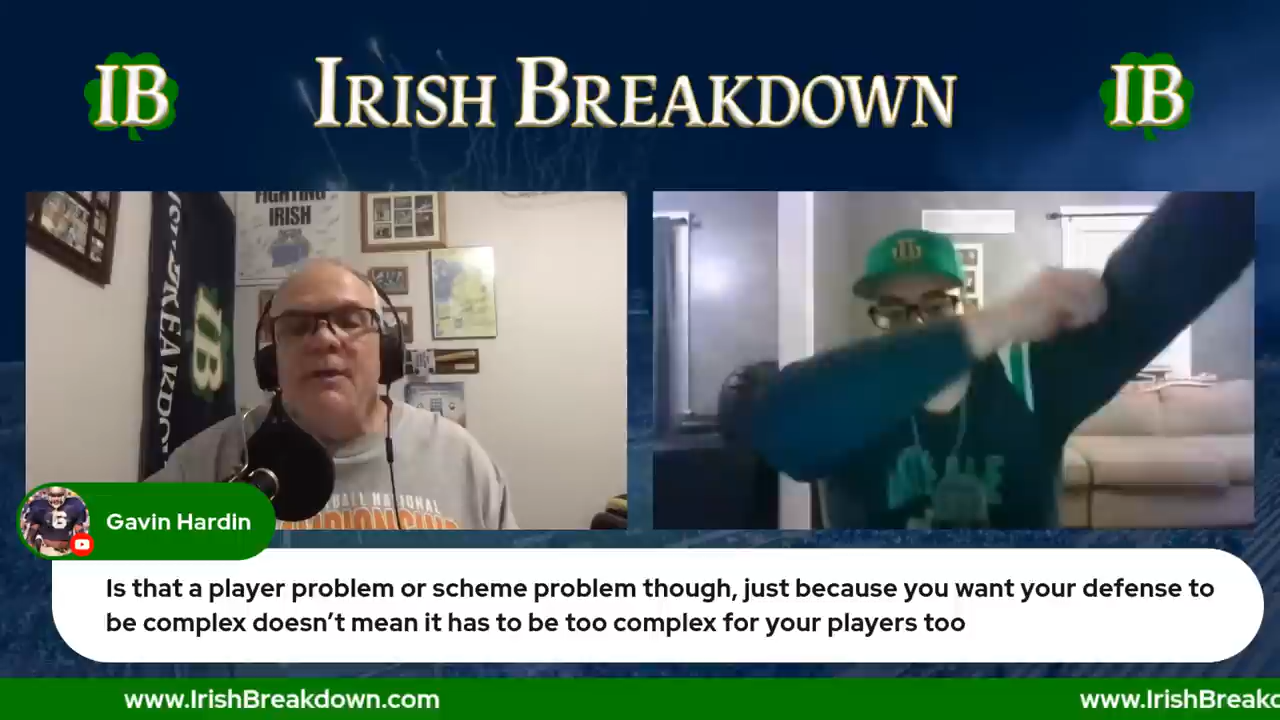 IB
IRISH BREAKDOWN
IB
FIGHTING
IRISH
IB
IB
Gavin Hardin
Is that a player problem or scheme problem though, just because you want your defense to
be complex doesn't mean it has to be too complex for your players too
www.IrishBreakdown.com
www.IrishBreakd